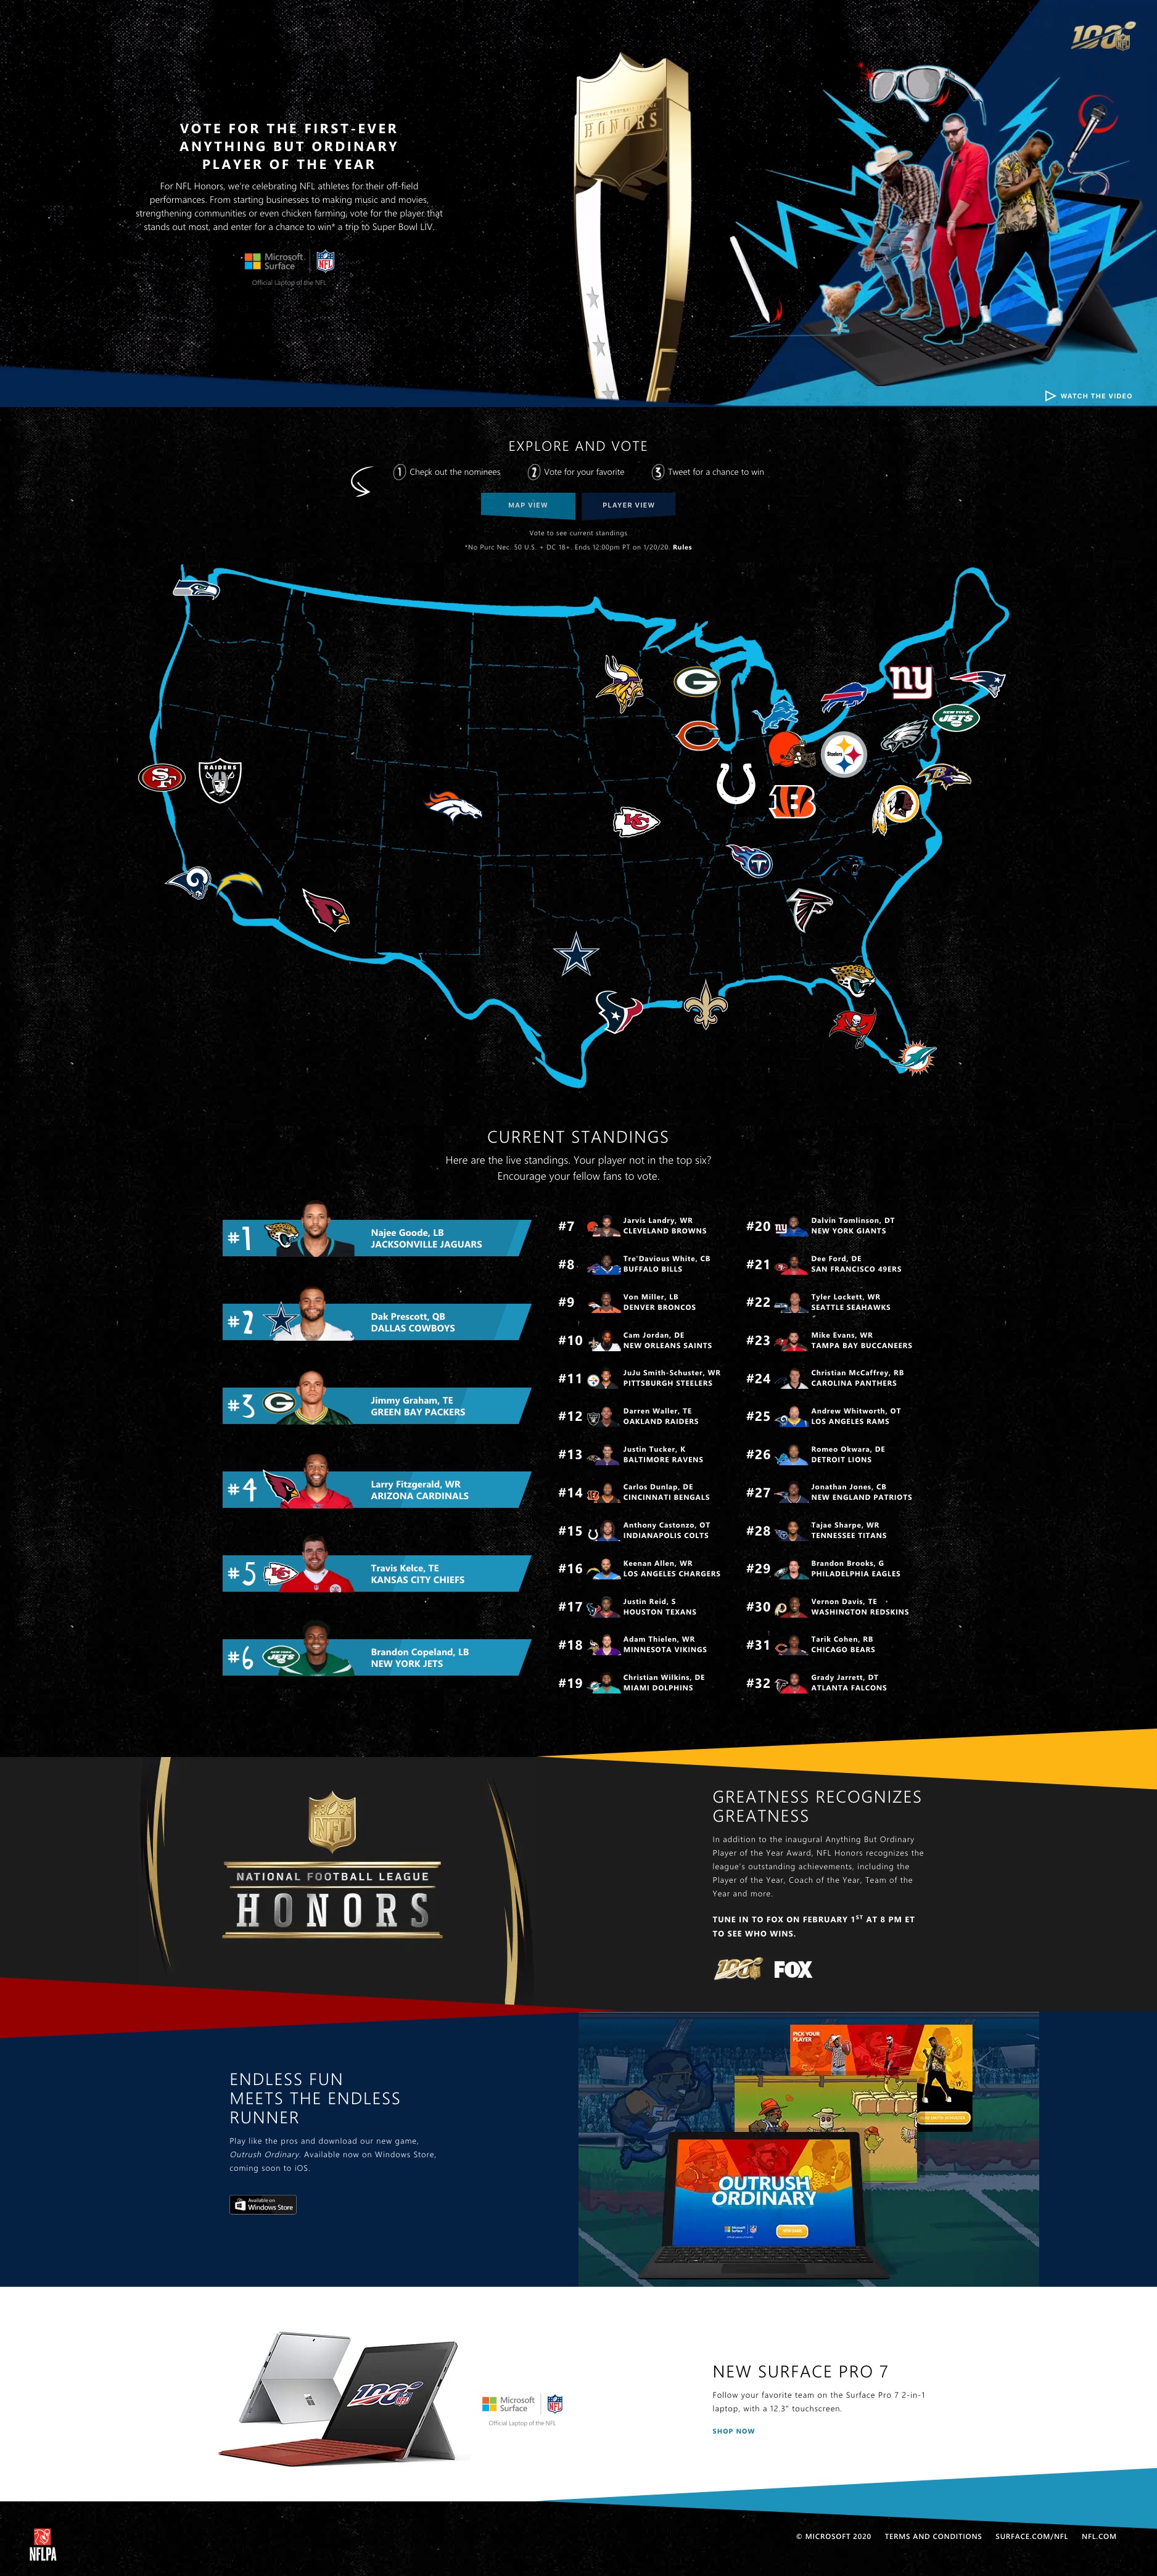 100
NFL
NATIONAL FOOTBALL LEAGUE
HONORS
VOTE FOR THE FIRST-EVER
ANYTHING BUT ORDINARY
PLAYER OF THE YEAR
For NFL Honors, we're celebrating NFL athletes for their off-field
performances. From starting businesses to making music and movies,
strengthening communities or even chicken farming, vote for the player that
stands out most, and enter for a chance to win* a trip to Super Bowl LIV.
Microsoft
Surface
NFL
Official Laptop of the NFL
WATCH THE VIDEO
EXPLORE AND VOTE
1 Check out the nominees
2 Vote for your favorite
3 Tweet for a chance to win
MAP VIEW
PLAYER VIEW
Vote to see current standings
*No Purc Nec. 50 U.S. + DC 18+. Ends 12:00pm PT on 1/20/20. Rules
ny
NEW YORK
JETS
Steelers
SF
RAIDERS
KC
CURRENT STANDINGS
Here are the live standings. Your player not in the top six?
Encourage your fellow fans to vote.
#1
Najee Goode, LB
JACKSONVILLE JAGUARS
#2
Dak Prescott, QB
DALLAS COWBOYS
#3
Jimmy Graham, TE
GREEN BAY PACKERS
#4
Larry Fitzgerald, WR
ARIZONA CARDINALS
#5
Travis Kelce, TE
KANSAS CITY CHIEFS
#6
Brandon Copeland, LB
NEW YORK JETS
#7
Jarvis Landry, WR
CLEVELAND BROWNS
#8
Tre'Davious White, CB
BUFFALO BILLS
#9
Von Miller, LB
DENVER BRONCOS
#10
Cam Jordan, DE
NEW ORLEANS SAINTS
#11
JuJu Smith-Schuster, WR
PITTSBURGH STEELERS
#12
Darren Waller, TE
OAKLAND RAIDERS
#13
Justin Tucker, K
BALTIMORE RAVENS
#14
Carlos Dunlap, DE
CINCINNATI BENGALS
#15
Anthony Castonzo, OT
INDIANAPOLIS COLTS
#16
Keenan Allen, WR
LOS ANGELES CHARGERS
#17
Justin Reid, S
HOUSTON TEXANS
#18
Adam Thielen, WR
MINNESOTA VIKINGS
#19
Christian Wilkins, DE
MIAMI DOLPHINS
#20
Dalvin Tomlinson, DT
NEW YORK GIANTS
#21
Dee Ford, DE
SAN FRANCISCO 49ERS
#22
Tyler Lockett, WR
SEATTLE SEAHAWKS
#23
Mike Evans, WR
TAMPA BAY BUCCANEERS
#24
Christian McCaffrey, RB
CAROLINA PANTHERS
#25
Andrew Whitworth, OT
LOS ANGELES RAMS
#26
Romeo Okwara, DE
DETROIT LIONS
#27
Jonathan Jones, CB
NEW ENGLAND PATRIOTS
#28
Tajae Sharpe, WR
TENNESSEE TITANS
#29
Brandon Brooks, G
PHILADELPHIA EAGLES
#30
Vernon Davis, TE
WASHINGTON REDSKINS
#31
Tarik Cohen, RB
CHICAGO BEARS
#32
Grady Jarrett, DT
ATLANTA FALCONS
NFL
NATIONAL FOOTBALL LEAGUE
HONORS
GREATNESS RECOGNIZES
GREATNESS
In addition to the inaugural Anything But Ordinary
Player of the Year Award, NFL Honors recognizes the
league's outstanding achievements, including the
Player of the Year, Coach of the Year, Team of the
Year and more.
TUNE IN TO FOX ON FEBRUARY 1ST AT 8 PM ET
TO SEE WHO WINS.
100
FOX
ENDLESS FUN
MEETS THE ENDLESS
RUNNER
Play like the pros and download our new game,
Outrush Ordinary. Available now on Windows Store,
coming soon to iOS.
Available on
Windows Store
PICK YOUR
PLAYER
OUTRUSH
ORDINARY
Microsoft
Surface
100
Microsoft
Surface
NFL
Official Laptop of the NFL
NEW SURFACE PRO 7
Follow your favorite team on the Surface Pro 7 2-in-1
laptop, with a 12.3" touchscreen.
SHOP NOW
NFLPA
© MICROSOFT 2020
TERMS AND CONDITIONS
SURFACE.COM/NFL
NFL.COM